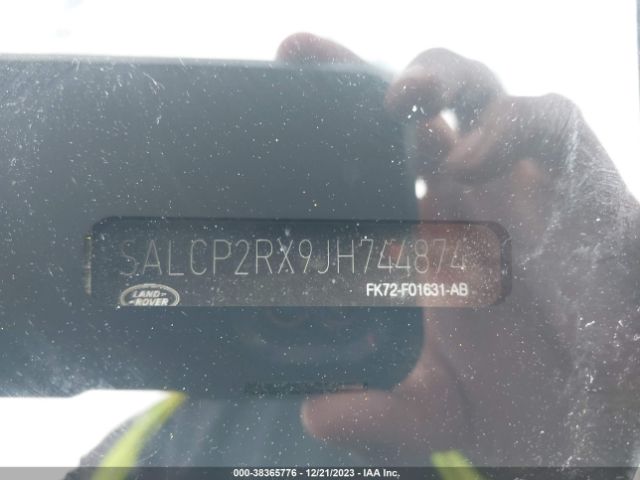 SALCP2RX9JH744874
LAND-
-ROVER
FK72-F01631-AB
000-38365776 - 12/21/2023 - IAA Inc.